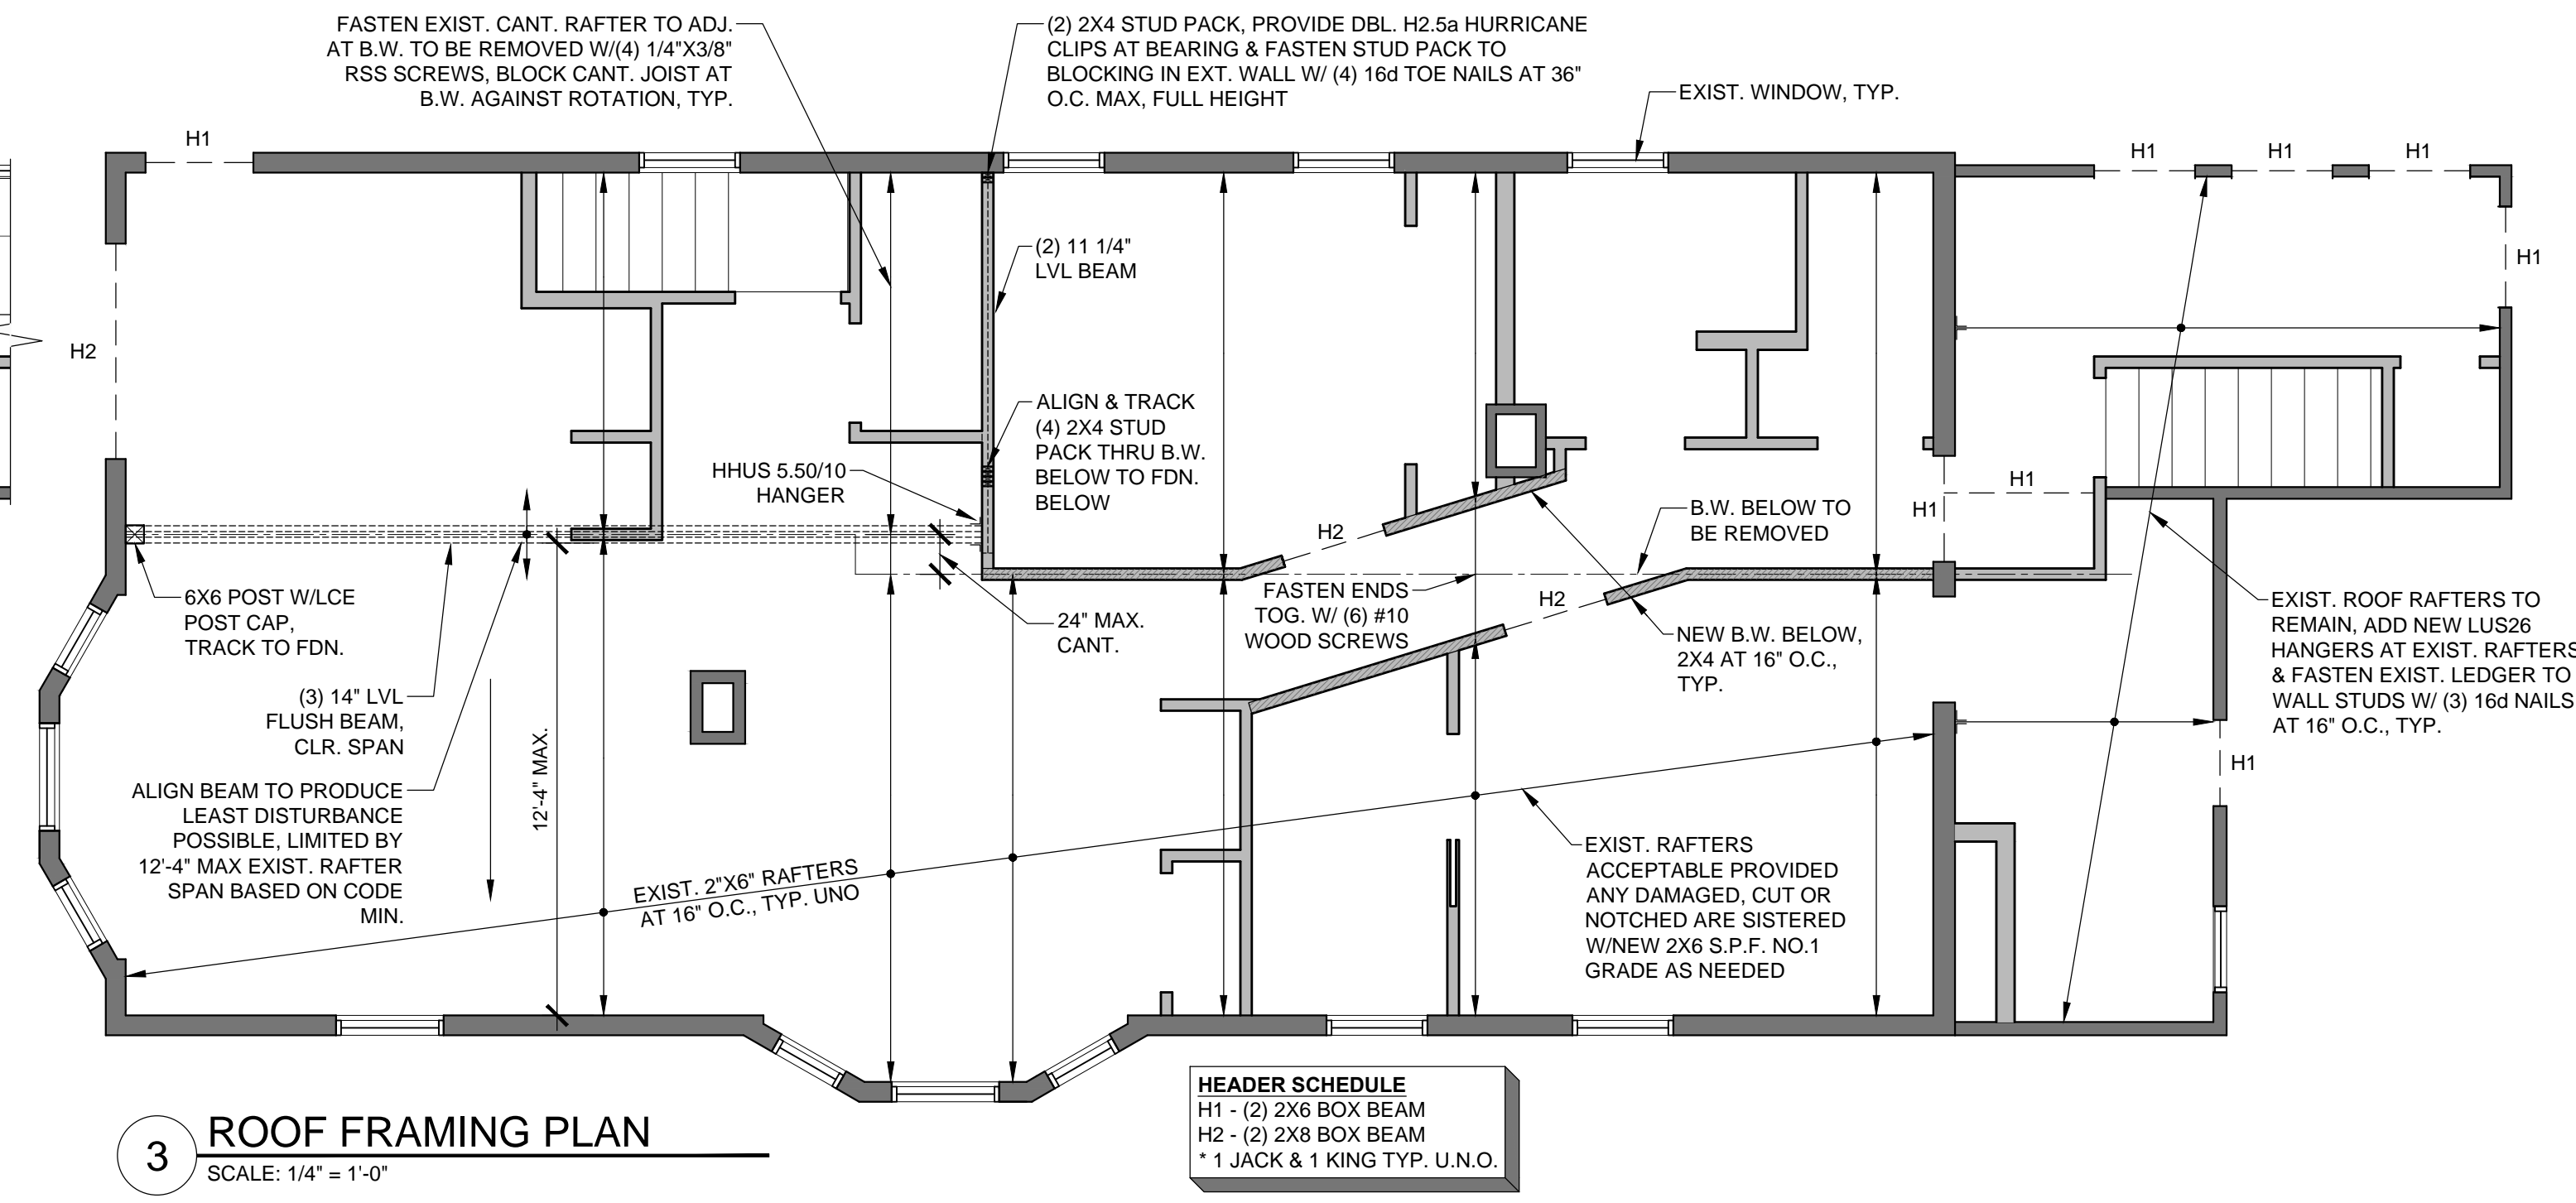 FASTEN EXIST. CANT. RAFTER TO ADJ.
AT B.W. TO BE REMOVED W/(4) 1/4"X3/8"
RSS SCREWS, BLOCK CANT. JOIST AT
B.W. AGAINST ROTATION, TYP.
(2) 2X4 STUD PACK, PROVIDE DBL. H2.5a HURRICANE
CLIPS AT BEARING & FASTEN STUD PACK TO
BLOCKING IN EXT. WALL W/ (4) 16d TOE NAILS AT 36"
O.C. MAX, FULL HEIGHT
EXIST. WINDOW, TYP.
H1
H1
H1
H1
H1
H2
(2) 11 1/4"
LVL BEAM
ALIGN & TRACK
(4) 2X4 STUD
PACK THRU B.W.
BELOW TO FDN.
BELOW
HHUS 5.50/10
HANGER
H1
H1
B.W. BELOW TO
BE REMOVED
H2
6X6 POST W/LCE
POST CAP,
TRACK TO FDN.
24" MAX.
CANT.
FASTEN ENDS
TOG. W/ (6) #10
WOOD SCREWS
H2
NEW B.W. BELOW,
2X4 AT 16" O.C.,
TYP.
EXIST. ROOF RAFTERS TO
REMAIN, ADD NEW LUS26
HANGERS AT EXIST. RAFTERS
& FASTEN EXIST. LEDGER TO
WALL STUDS W/ (3) 16d NAILS
AT 16" O.C., TYP.
(3) 14" LVL
FLUSH BEAM,
CLR. SPAN
12'-4" MAX.
H1
ALIGN BEAM TO PRODUCE
LEAST DISTURBANCE
POSSIBLE, LIMITED BY
12'-4" MAX EXIST. RAFTER
SPAN BASED ON CODE
MIN.
EXIST. 2"X6" RAFTERS
AT 16" O.C., TYP. UNO
EXIST. RAFTERS
ACCEPTABLE PROVIDED
ANY DAMAGED, CUT OR
NOTCHED ARE SISTERED
W/NEW 2X6 S.P.F. NO.1
GRADE AS NEEDED
HEADER SCHEDULE
H1 - (2) 2X6 BOX BEAM
H2 - (2) 2X8 BOX BEAM
* 1 JACK & 1 KING TYP. U.N.O.
3
ROOF FRAMING PLAN
SCALE: 1/4" = 1'-0"